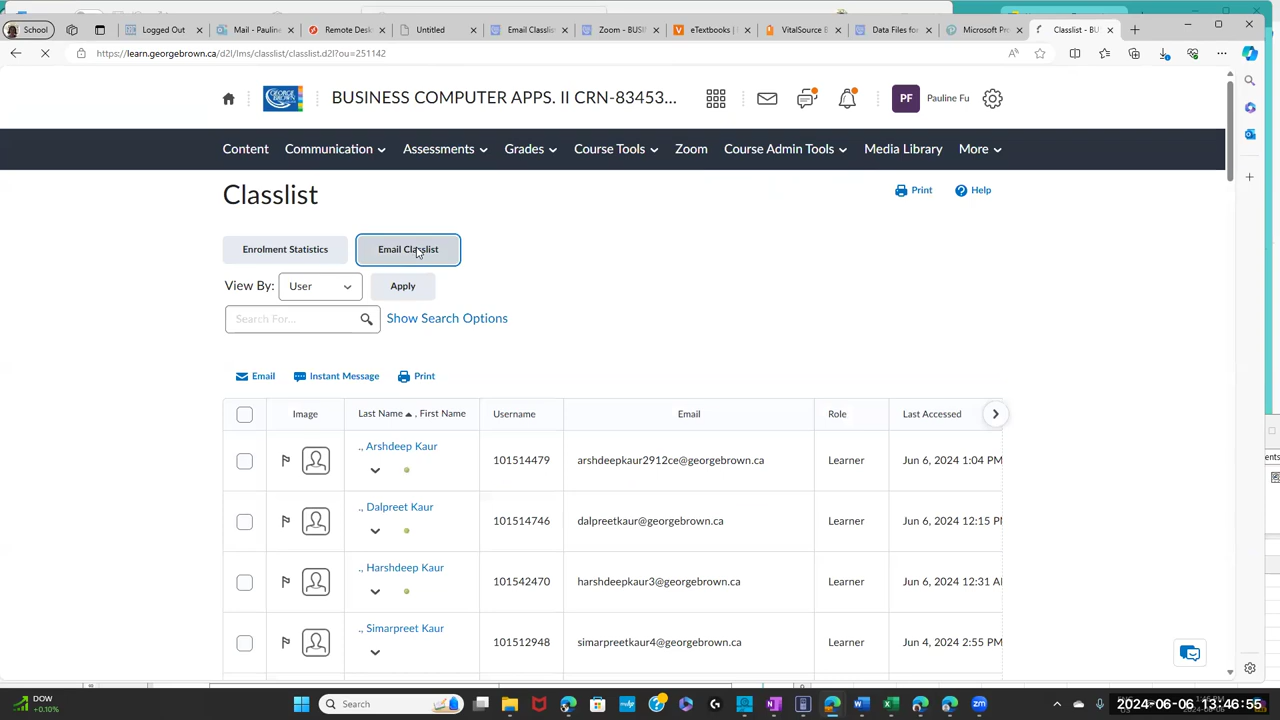 School
Logged Out
Mail - Pauline
Remote Deskl
Untitled
Email Classlis
Zoom - BUSI
eTextbooks |
VitalSource B
Data Files for
Microsoft Pro
Classlist - BU
https://learn.georgebrown.ca/d2l/lms/classlist/classlist.d2l?ou=251142
GEORGE BROWN
BUSINESS COMPUTER APPS. II CRN-83453...
PF
Pauline Fu
Content
Communication
Assessments
Grades
Course Tools
Zoom
Course Admin Tools
Media Library
More
Classlist
Print
Help
Enrolment Statistics
Email Classlist
View By:
User
Apply
Search For...
Show Search Options
Email
Instant Message
Print
Image
Last Name , First Name
Username
Email
Role
Last Accessed
., Arshdeep Kaur
101514479
arshdeepkaur2912ce@georgebrown.ca
Learner
Jun 6, 2024 1:04 PM
., Dalpreet Kaur
101514746
dalpreetkaur@georgebrown.ca
Learner
Jun 6, 2024 12:15 PM
., Harshdeep Kaur
101542470
harshdeepkaur3@georgebrown.ca
Learner
Jun 6, 2024 12:31 A
., Simarpreet Kaur
101512948
simarpreetkaur4@georgebrown.ca
Learner
Jun 4, 2024 2:55 PM
DOW
+0.10%
Search
2024-06-06 13:46:55